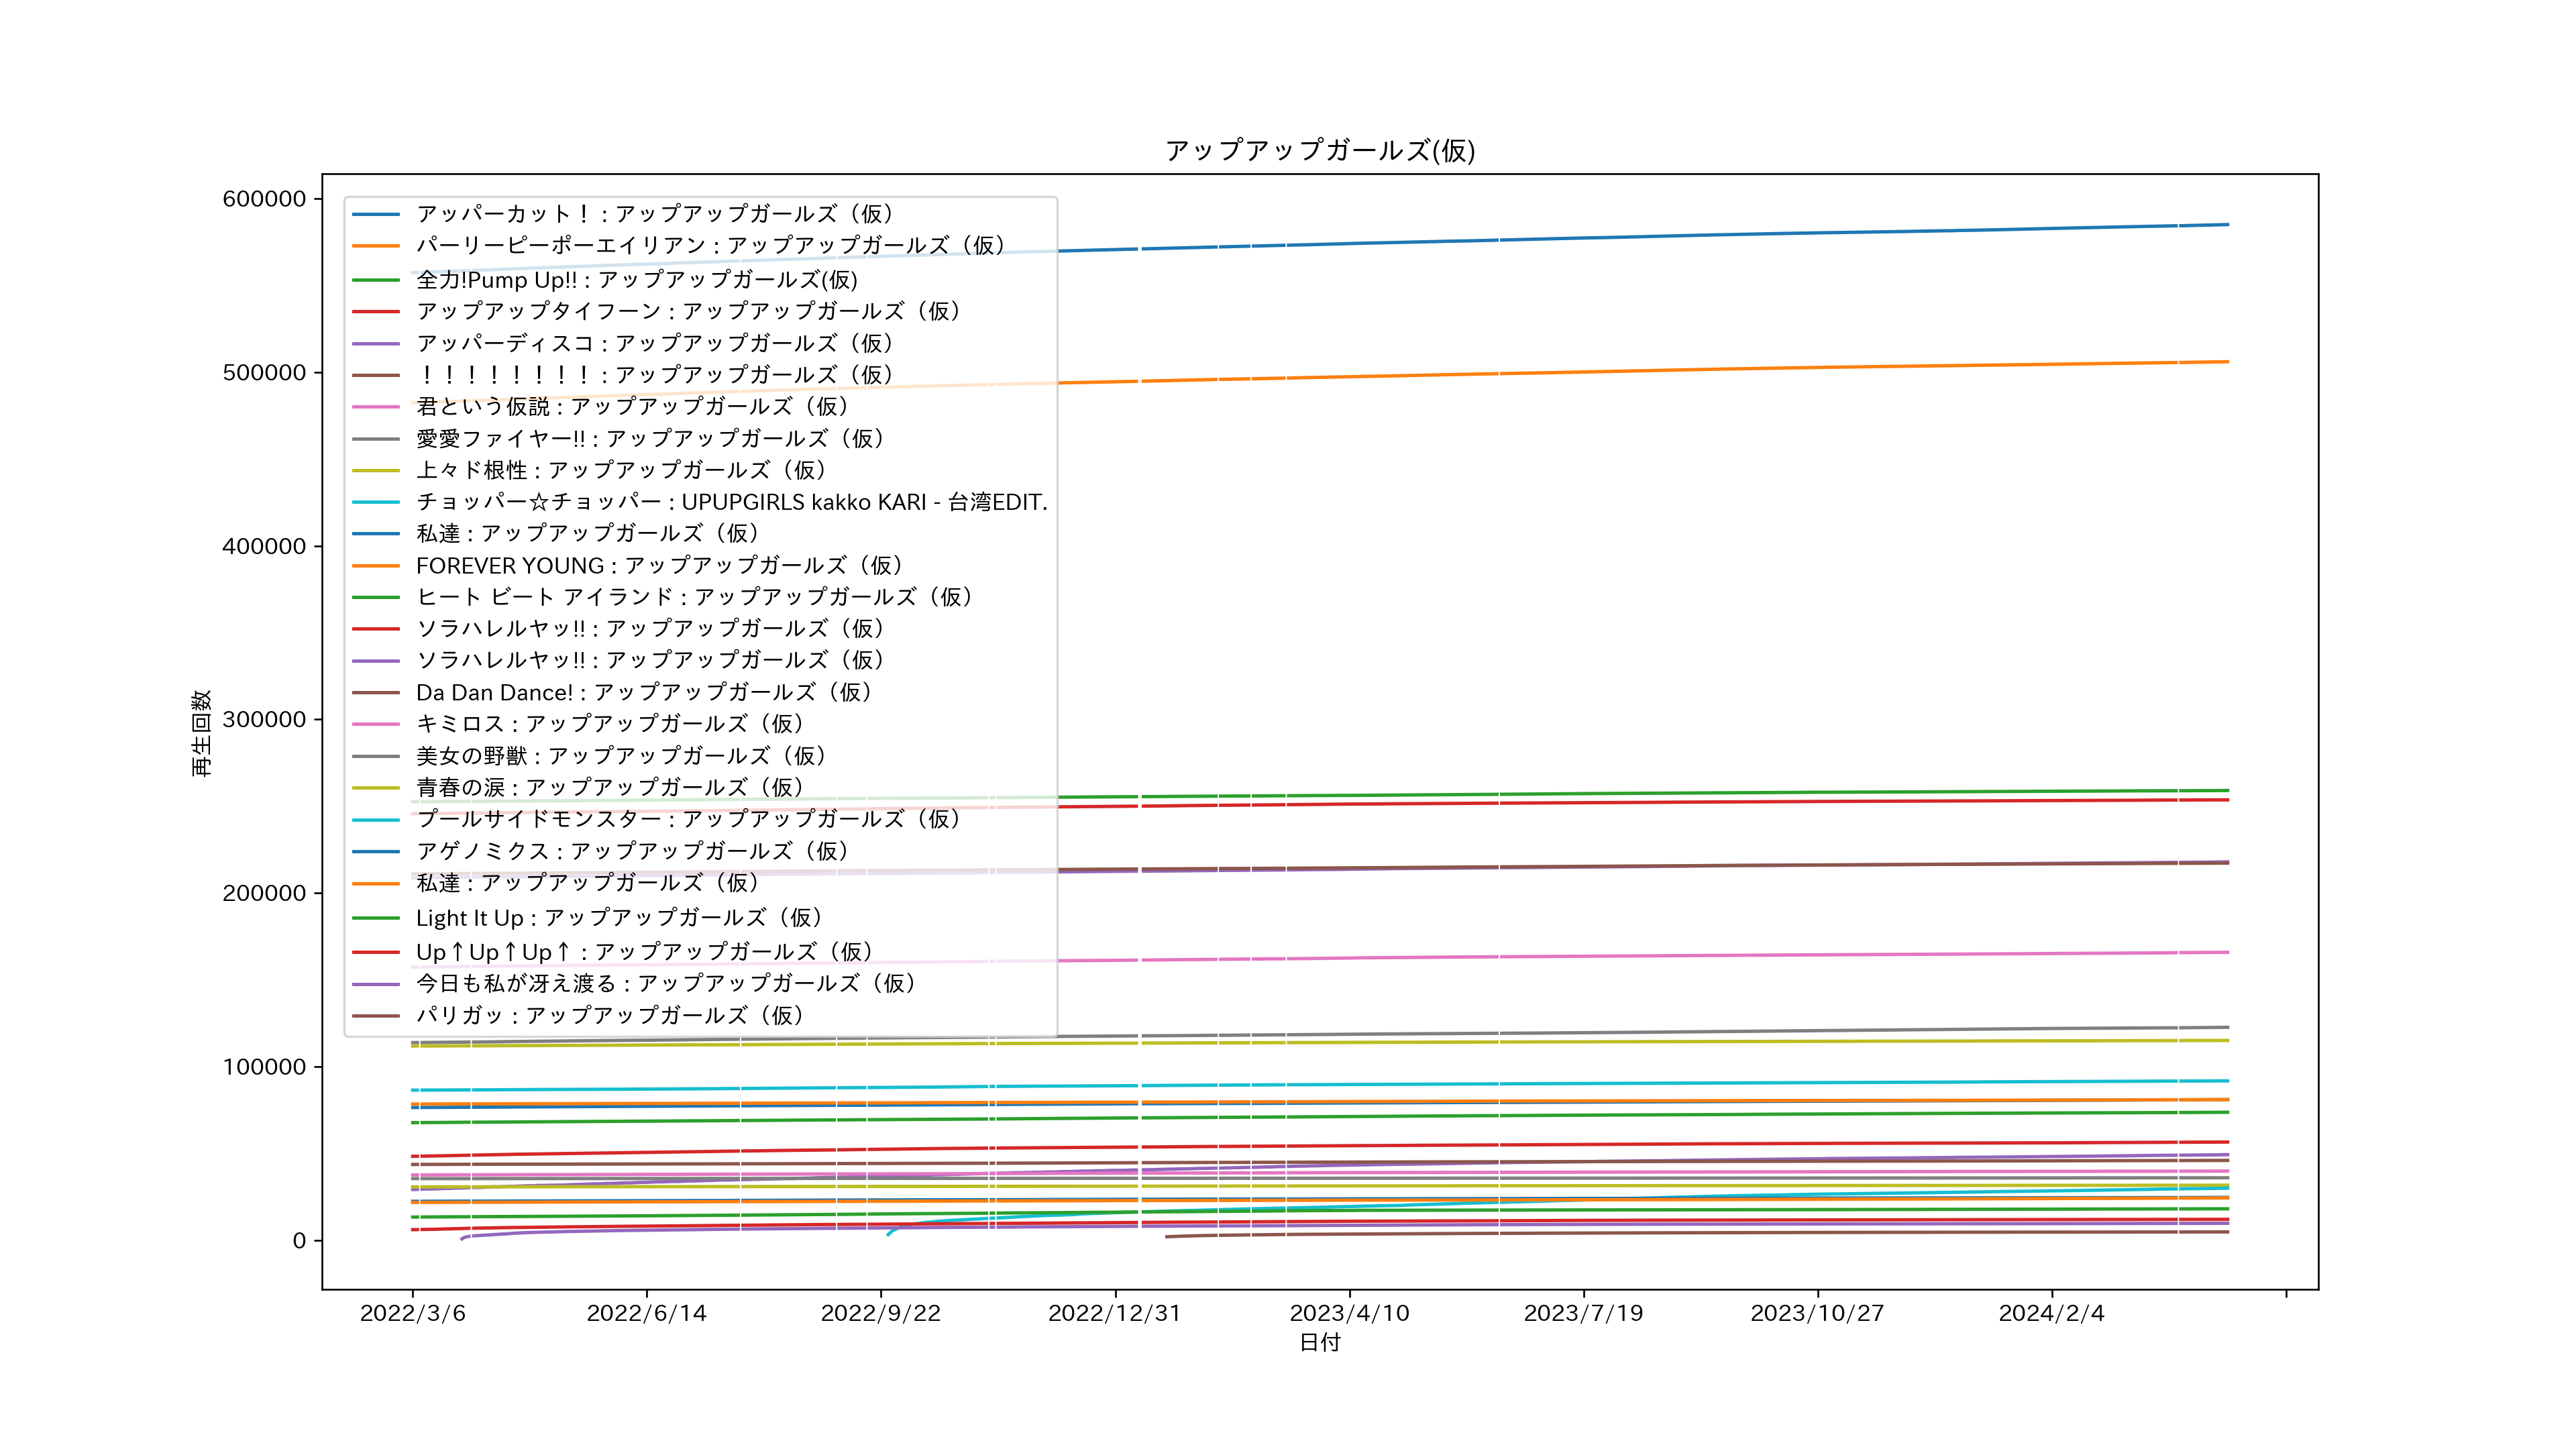 アップアップガールズ(仮)
600000
500000
400000
300000
200000
100000
0
再生回数
アッパーカット！ : アップアップガールズ（仮）
パーリーピーポーエイリアン : アップアップガールズ（仮）
全力!Pump Up!! : アップアップガールズ(仮)
アップアップタイフーン : アップアップガールズ（仮）
アッパーディスコ : アップアップガールズ（仮）
！！！！！！！！ : アップアップガールズ（仮）
君という仮説 : アップアップガールズ（仮）
愛愛ファイヤー!! : アップアップガールズ（仮）
上々ド根性 : アップアップガールズ（仮）
チョッパー☆チョッパー : UPUPGIRLS kakko KARI - 台湾EDIT.
私達 : アップアップガールズ（仮）
FOREVER YOUNG : アップアップガールズ（仮）
ヒート ビート アイランド : アップアップガールズ（仮）
ソラハレルヤッ!! : アップアップガールズ（仮）
ソラハレルヤッ!! : アップアップガールズ（仮）
Da Dan Dance! : アップアップガールズ（仮）
キミロス : アップアップガールズ（仮）
美女の野獣 : アップアップガールズ（仮）
青春の涙 : アップアップガールズ（仮）
プールサイドモンスター : アップアップガールズ（仮）
アゲノミクス : アップアップガールズ（仮）
私達 : アップアップガールズ（仮）
Light It Up : アップアップガールズ（仮）
Up↑Up↑Up↑ : アップアップガールズ（仮）
今日も私が冴え渡る : アップアップガールズ（仮）
パリガッ : アップアップガールズ（仮）
2022/3/6 2022/6/14 2022/9/22 2022/12/31 2023/4/10 2023/7/19 2023/10/27 2024/2/4
日付